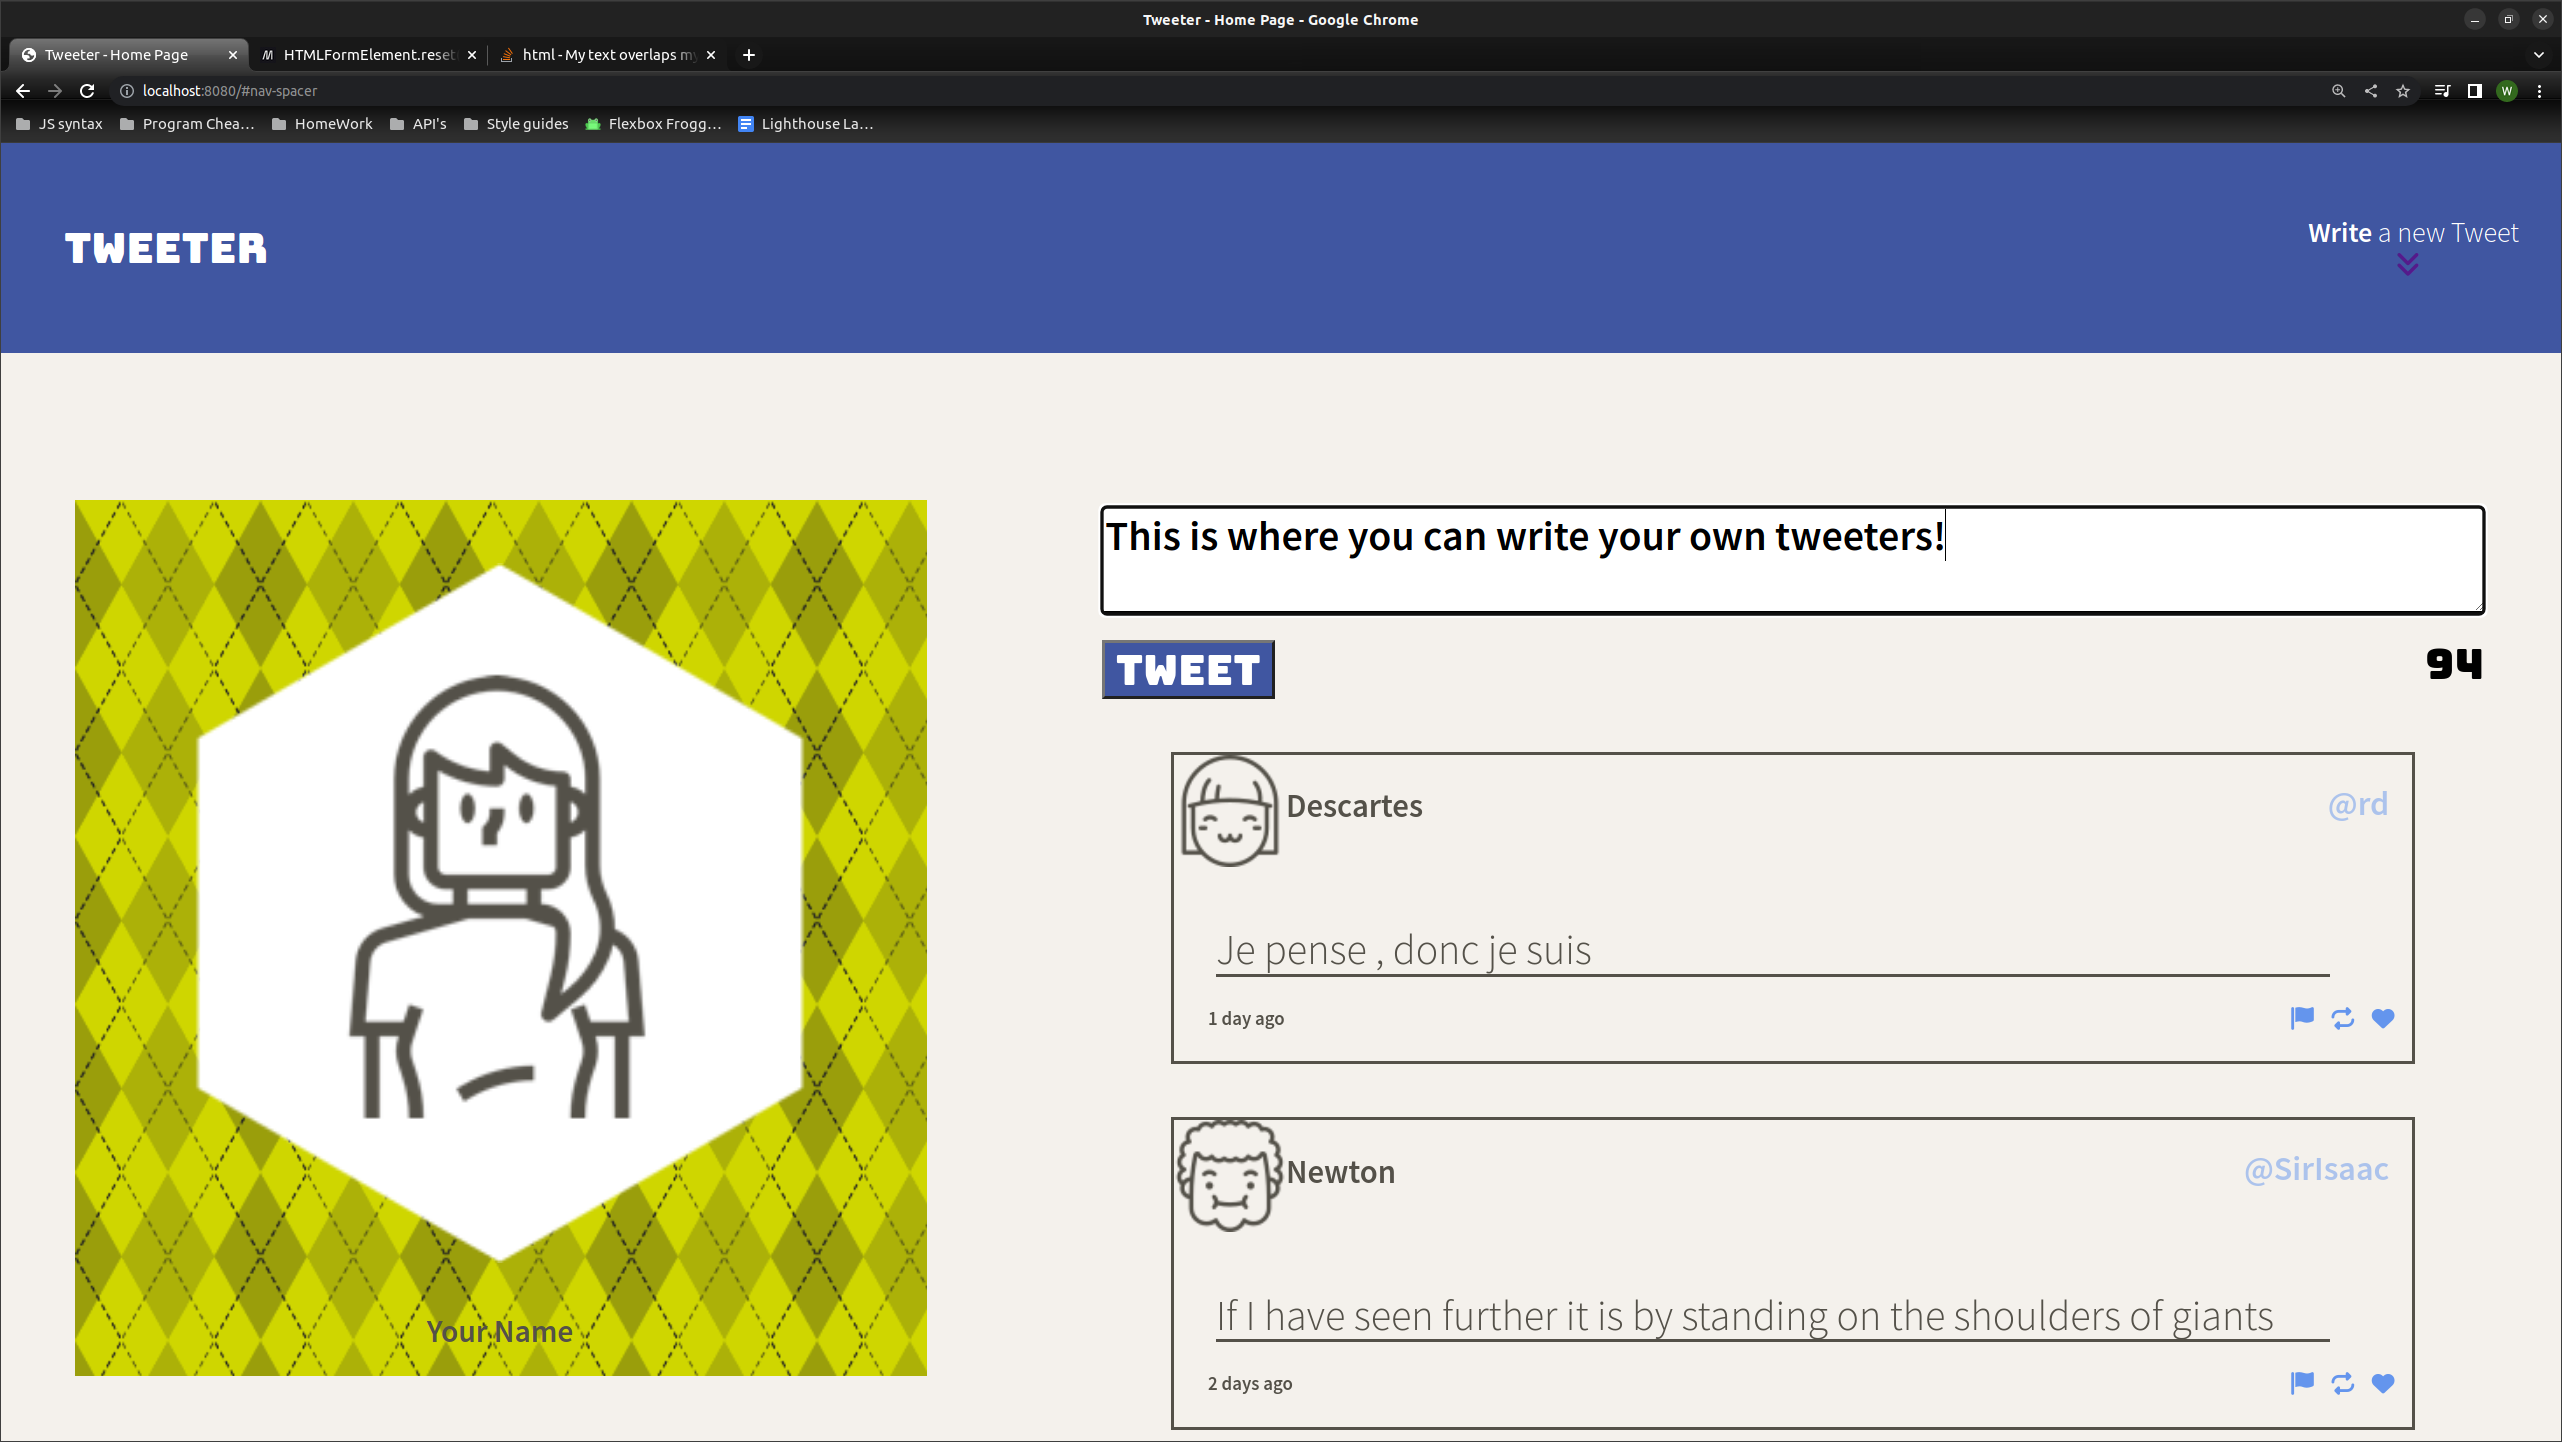 Tweeter - Home Page - Google Chrome
Tweeter - Home Page
HTMLFormElement.reset
html - My text overlaps my
localhost:8080/#nav-spacer
W
JS syntax
Program Chea...
HomeWork
API's
Style guides
Flexbox Frogg...
Lighthouse La...
TWEETER
Write a new Tweet
Your Name
This is where you can write your own tweeters!
TWEET
94
Descartes
@rd
Je pense , donc je suis
1 day ago
Newton
@SirIsaac
If I have seen further it is by standing on the shoulders of giants
2 days ago